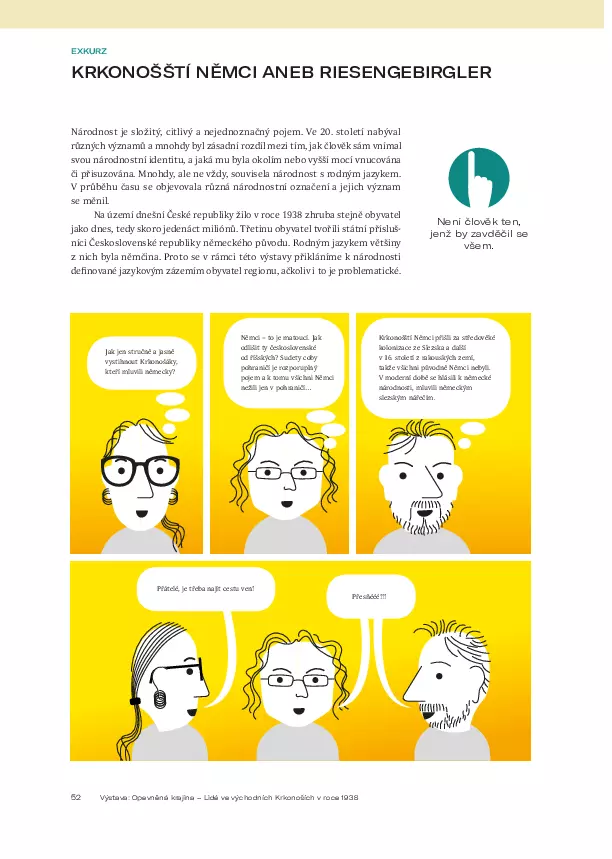 EXKURZ
KRKONOŠŠTÍ NĚMCI ANEB RIESENGEBIRGLER
Národnost je složitý, citlivý a nejednoznačný pojem. Ve 20. století nabýval
různých významů a mnohdy byl zásadní rozdíl mezi tím, jak člověk sám vnímal
svou národnostní identitu, a jaká mu byla okolím nebo vyšší mocí vnucována
či přisuzována. Mnohdy, ale ne vždy, souvisela národnost s rodným jazykem.
V průběhu času se objevovala různá národnostní označení a jejich význam
se měnil.
Na území dnešní České republiky žilo v roce 1938 zhruba stejně obyvatel
jako dnes, tedy skoro jedenáct miliónů. Třetinu obyvatel tvořili státní přísluš-
níci Československé republiky německého původu. Rodným jazykem většiny
z nich byla němčina. Proto se v rámci této výstavy přikláníme k národnosti
definované jazykovým zázemím obyvatel regionu, ačkoliv i to je problematické.
Není člověk ten,
jenž by zavděčil se
všem.
Jak jen stručně a jasně
vystihnout Krkonošáky,
kteří mluvili německy?
Němci – to je matoucí. Jak
odlišit ty československé
od říšských? Sudety coby
pohraničí je rozporuplný
pojem a k tomu všichni Němci
nežili jen v pohraničí...
Krkonošští Němci přišli za středověké
kolonizace ze Slezska a další
v 16. století z rakouských zemí,
takže všichni původně Němci nebyli.
V moderní době se hlásili k německé
národnosti, mluvili německým
slezským nářečím.
Přátelé, je třeba najít cestu ven!
Přesňééé!!!
52 Výstava: Opevněná krajina – Lidé ve východních Krkonoších v roce 1938